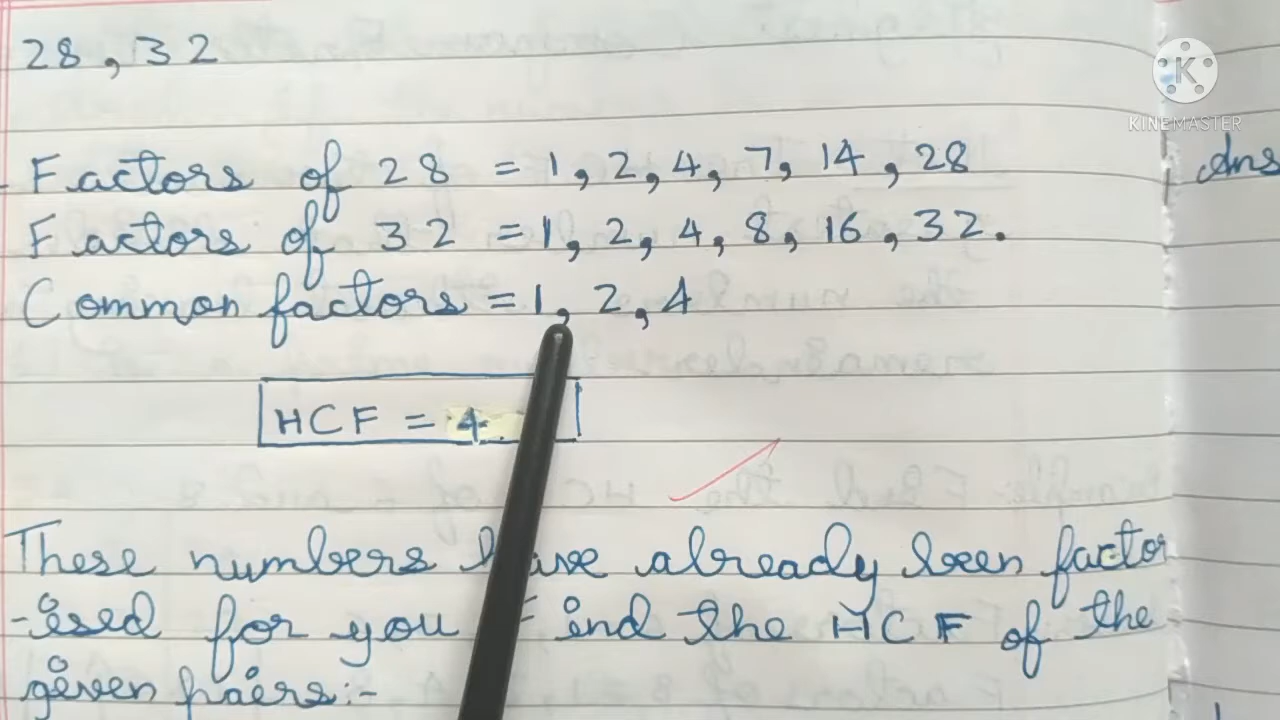 28, 32
KINEMASTER
Factors of 28 = 1, 2, 4, 7, 14, 28
Ans
Factors of 32 = 1, 2, 4, 8, 16, 32.
Common factors = 1, 2, 4
HCF = 4
These numbers have already been factor
-ised for you Find the HCF of the
given pairs:-